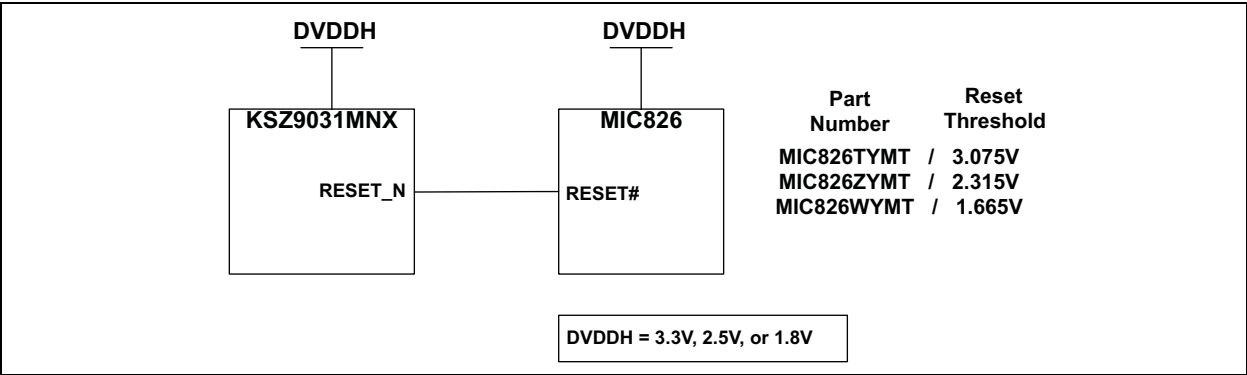 DVDDH
DVDDH
KSZ9031MNX
MIC826
RESET_N
RESET#
Part Number
Reset Threshold
MIC826TYMT / 3.075V
MIC826ZYMT / 2.315V
MIC826WYMT / 1.665V
DVDDH = 3.3V, 2.5V, or 1.8V